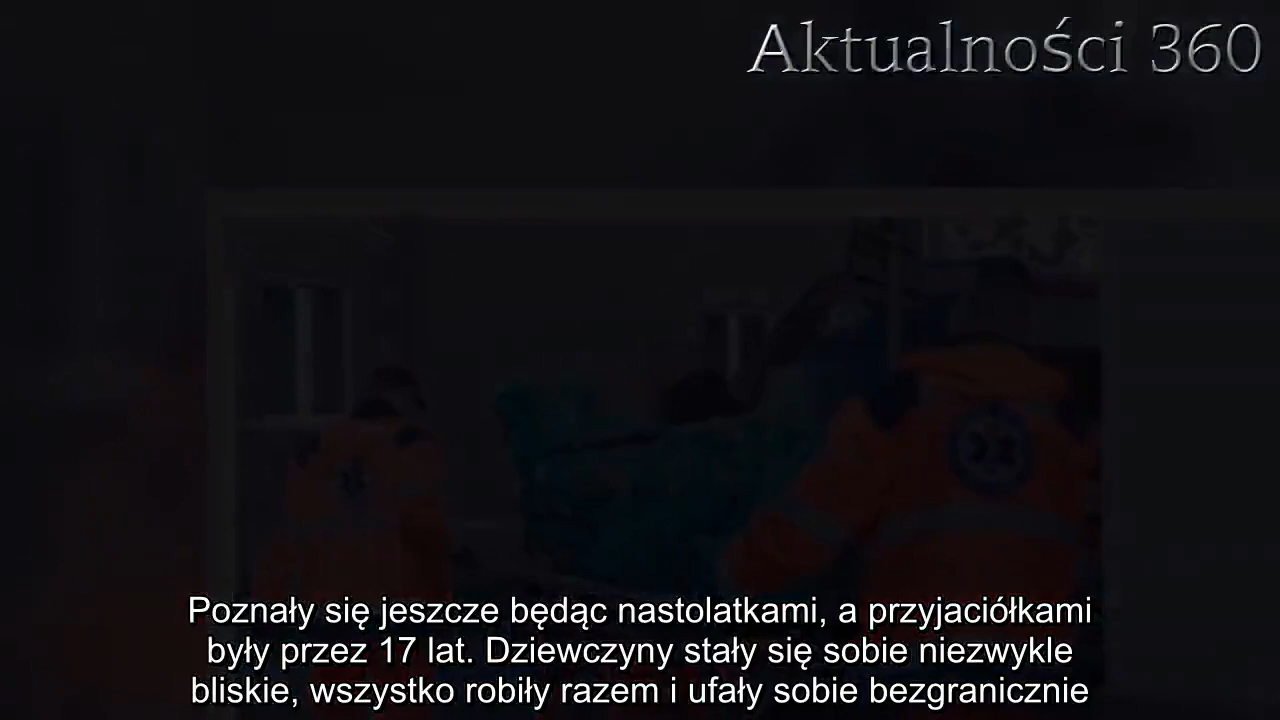 Aktualności 360
Poznały się jeszcze będąc nastolatkami, a przyjaciółkami
były przez 17 lat. Dziewczyny stały się sobie niezwykle
bliskie, wszystko robiły razem i ufały sobie bezgranicznie